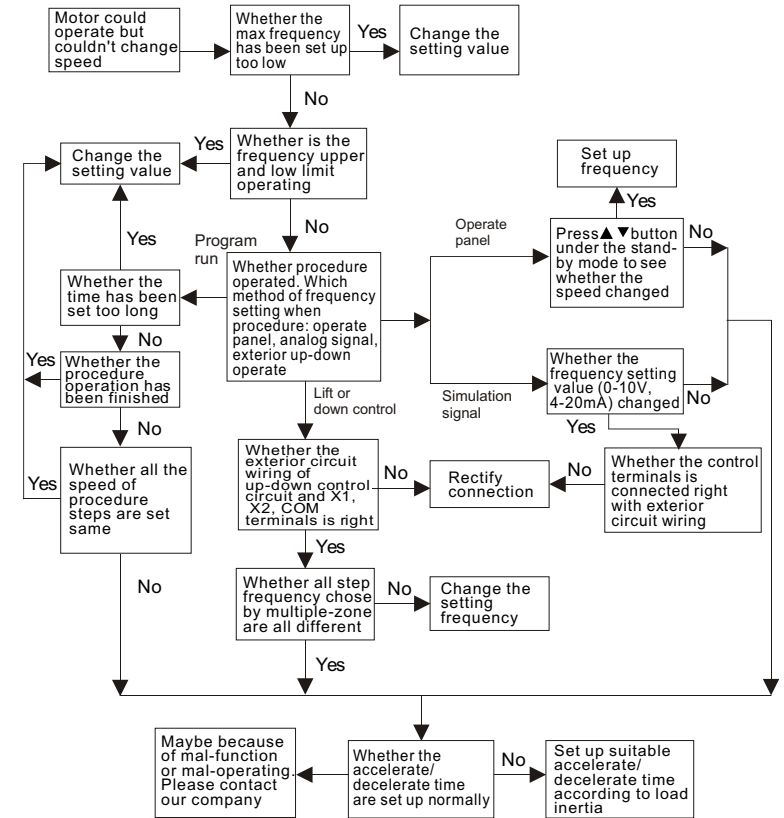 Motor could
operate but
couldn't change
speed
Whether the
max frequency
has been set up
too low
Yes
Change the
setting value
No
Change the
setting value
Yes
Whether is the
frequency upper
and low limit
operating
Set up
frequency
Yes
No
Yes
Program
run
Operate
panel
Press▲▼button
under the stand-
by mode to see
whether the
speed changed
No
Whether the
time has been
set too long
Whether procedure
operated. Which
method of frequency
setting when
procedure: operate
panel, analog signal,
exterior up-down
operate
No
Yes
Whether the
procedure
operation has
been finished
Whether the
frequency setting
value (0-10V,
4-20mA) changed
No
Simulation
signal
Lift or
down control
Yes
No
Yes
Whether all the
speed of
procedure
steps are set
same
Whether the
exterior circuit
wiring of
up-down control
circuit and X1,
X2, COM
terminals is right
No
Rectify
connection
No
Whether the control
terminals is
connected right
with exterior
circuit wiring
Yes
No
Whether all step
frequency chose
by multiple-zone
are all different
No
Change the
setting
frequency
Yes
Maybe because
of mal-function
or mal-operating.
Please contact
our company
Whether the
accelerate/
decelerate time
are set up normally
No
Set up suitable
accelerate/
decelerate time
according to load
inertia